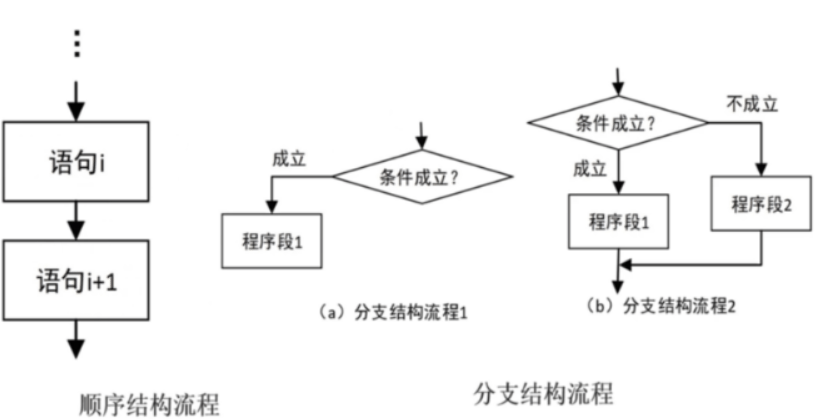 ⋮
语句i
语句i+1
顺序结构流程
条件成立？
成立
程序段1
（a）分支结构流程1
条件成立？
不成立
成立
程序段1
程序段2
（b）分支结构流程2
分支结构流程